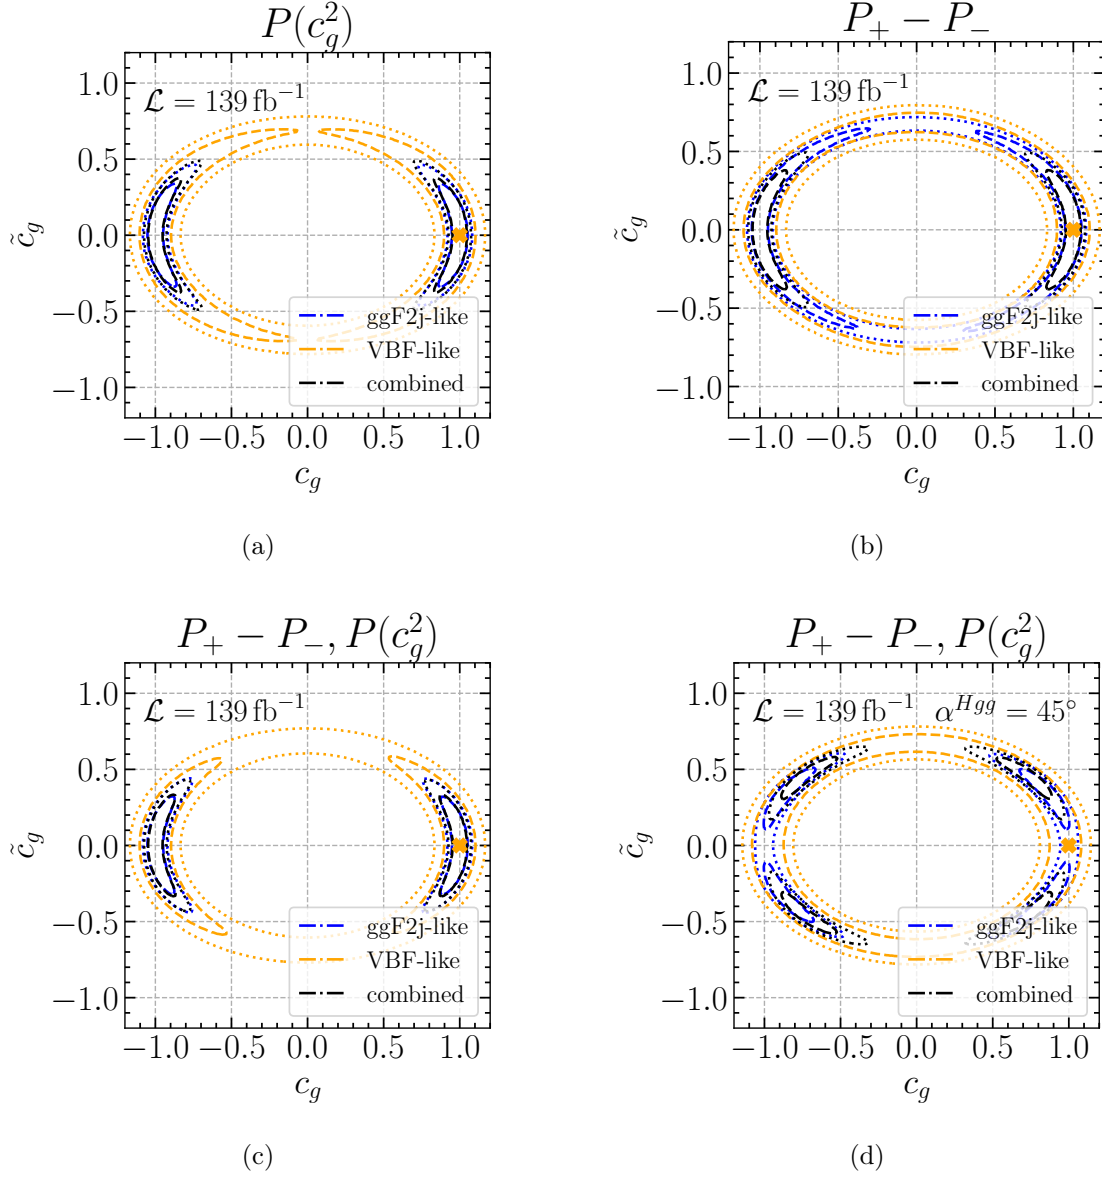 P(c_g^2)
1.0
0.5
0.0
−0.5
−1.0
c̃_g
ℒ = 139 fb⁻¹
ggF2j-like
VBF-like
combined
−1.0 −0.5 0.0 0.5 1.0
c_g
(a)
P_+ − P_−
1.0
0.5
0.0
−0.5
−1.0
c̃_g
ℒ = 139 fb⁻¹
ggF2j-like
VBF-like
combined
−1.0 −0.5 0.0 0.5 1.0
c_g
(b)
P_+ − P_−, P(c_g^2)
1.0
0.5
0.0
−0.5
−1.0
c̃_g
ℒ = 139 fb⁻¹
ggF2j-like
VBF-like
combined
−1.0 −0.5 0.0 0.5 1.0
c_g
(c)
P_+ − P_−, P(c_g^2)
1.0
0.5
0.0
−0.5
−1.0
c̃_g
ℒ = 139 fb⁻¹ α^{Hgg} = 45°
ggF2j-like
VBF-like
combined
−1.0 −0.5 0.0 0.5 1.0
c_g
(d)